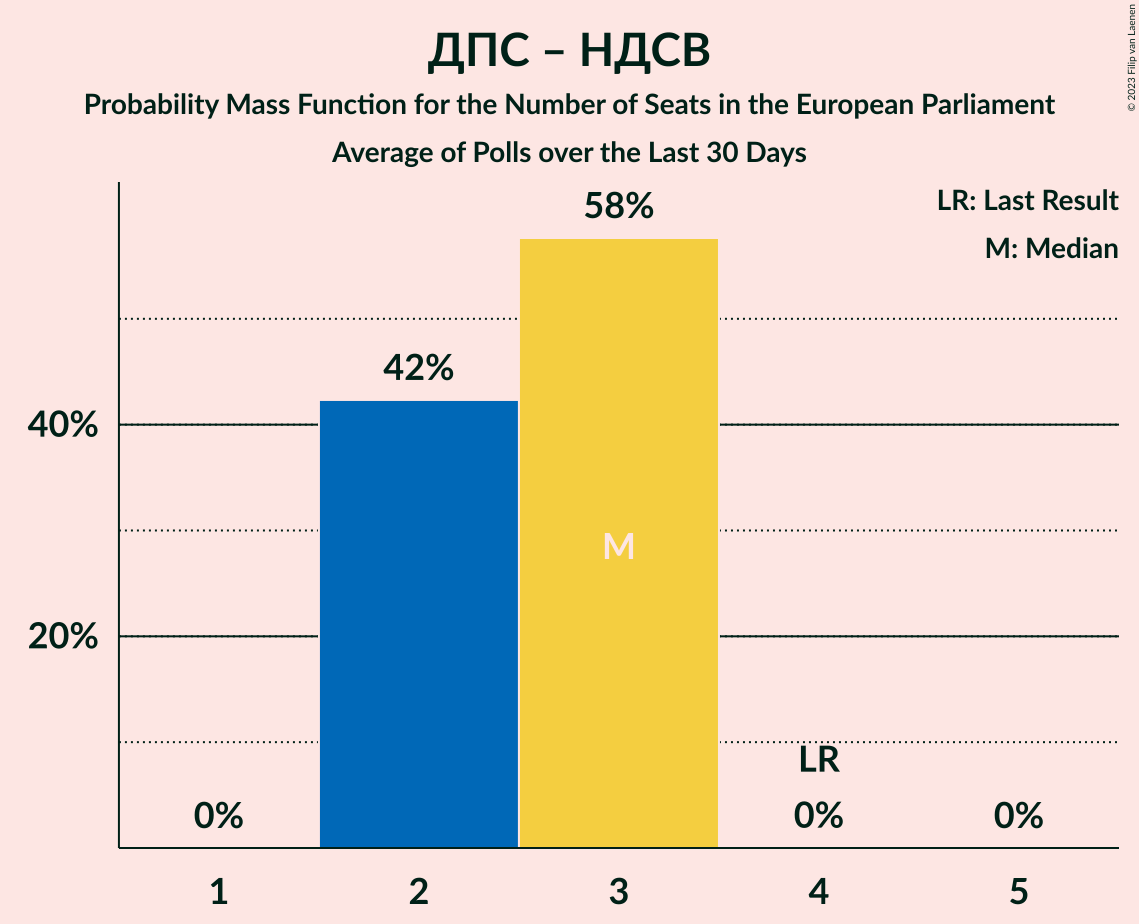 ДПС – НДСВ
Probability Mass Function for the Number of Seats in the European Parliament
Average of Polls over the Last 30 Days
© 2023 Filip van Laenen
LR: Last Result
M: Median
58%
42%
40%
M
20%
LR
0%
0%
0%
1 2 3 4 5